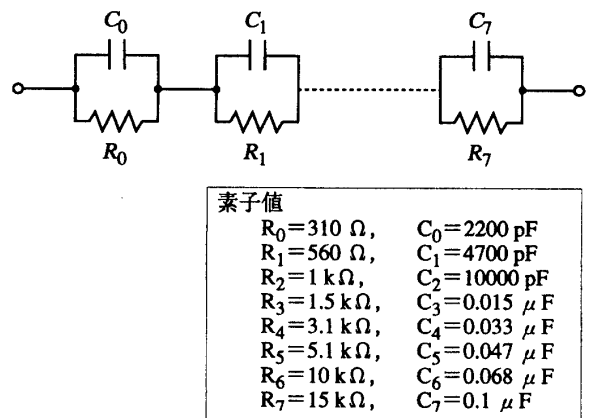 C₀ C₁ C₇
R₀ R₁ R₇
素子値
R₀=310 Ω, C₀=2200 pF
R₁=560 Ω, C₁=4700 pF
R₂=1 kΩ, C₂=10000 pF
R₃=1.5 kΩ, C₃=0.015 μF
R₄=3.1 kΩ, C₄=0.033 μF
R₅=5.1 kΩ, C₅=0.047 μF
R₆=10 kΩ, C₆=0.068 μF
R₇=15 kΩ, C₇=0.1 μF